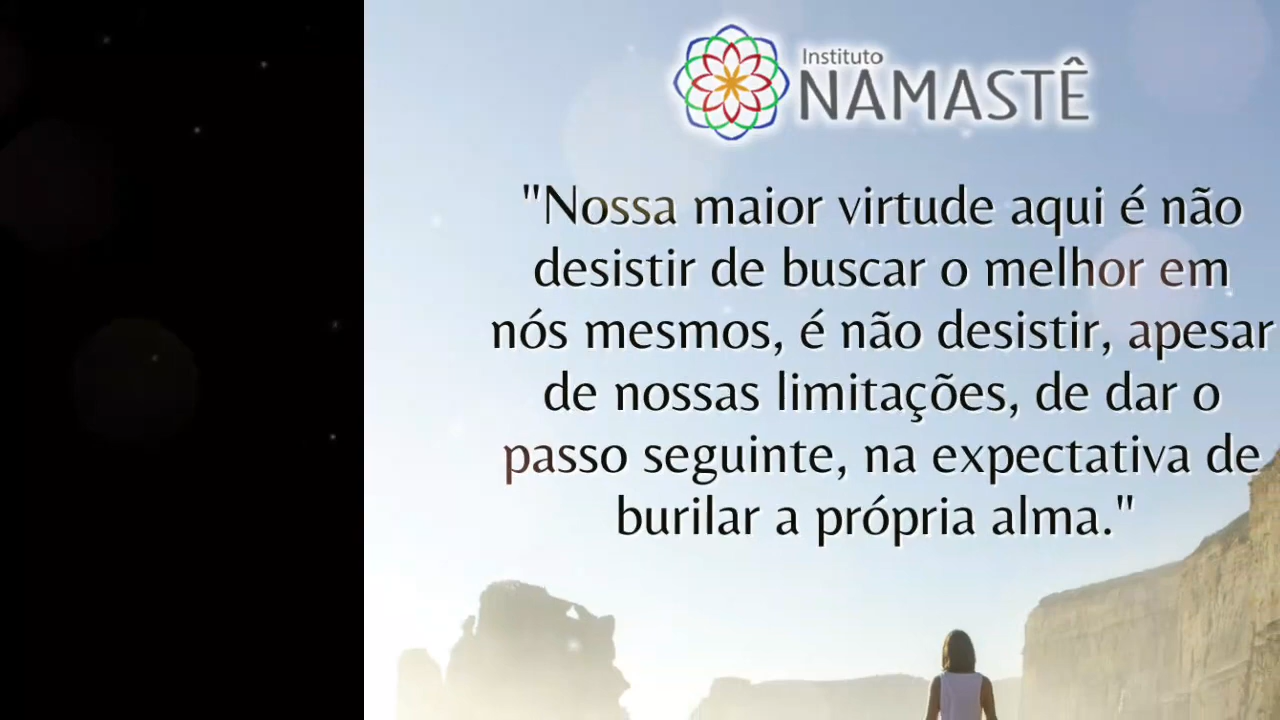 Instituto
NAMASTÊ
"Nossa maior virtude aqui é não
desistir de buscar o melhor em
nós mesmos, é não desistir, apesar
de nossas limitações, de dar o
passo seguinte, na expectativa de
burilar a própria alma."